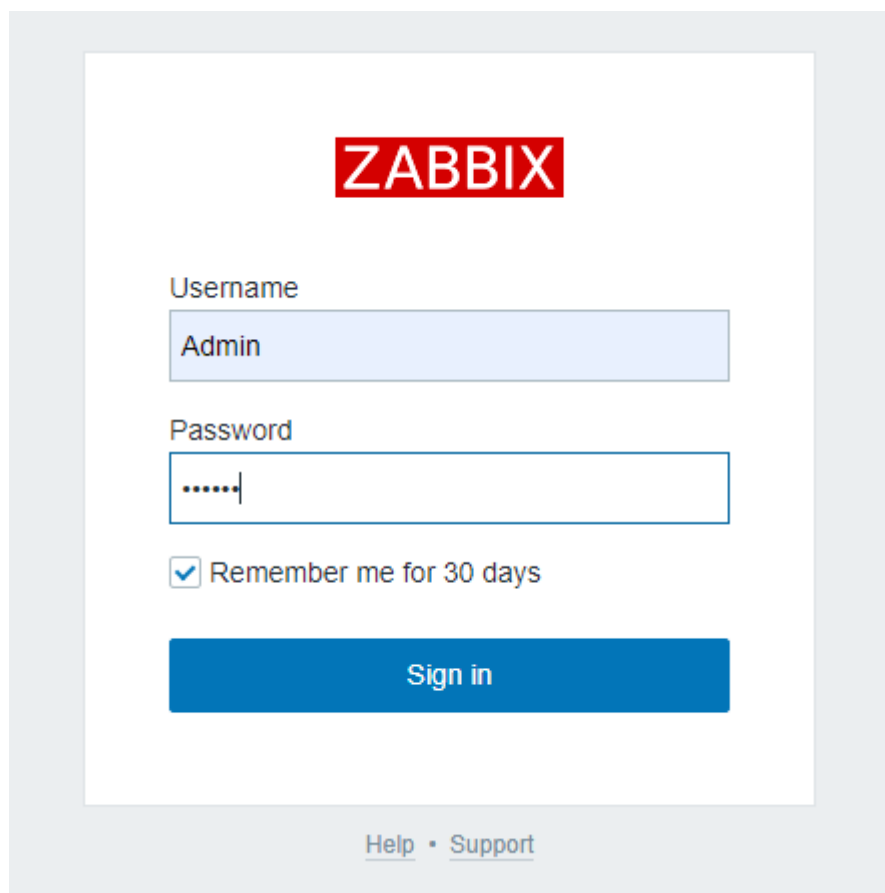 ZABBIX
Username
Admin
Password
••••••
Remember me for 30 days
Sign in
Help • Support